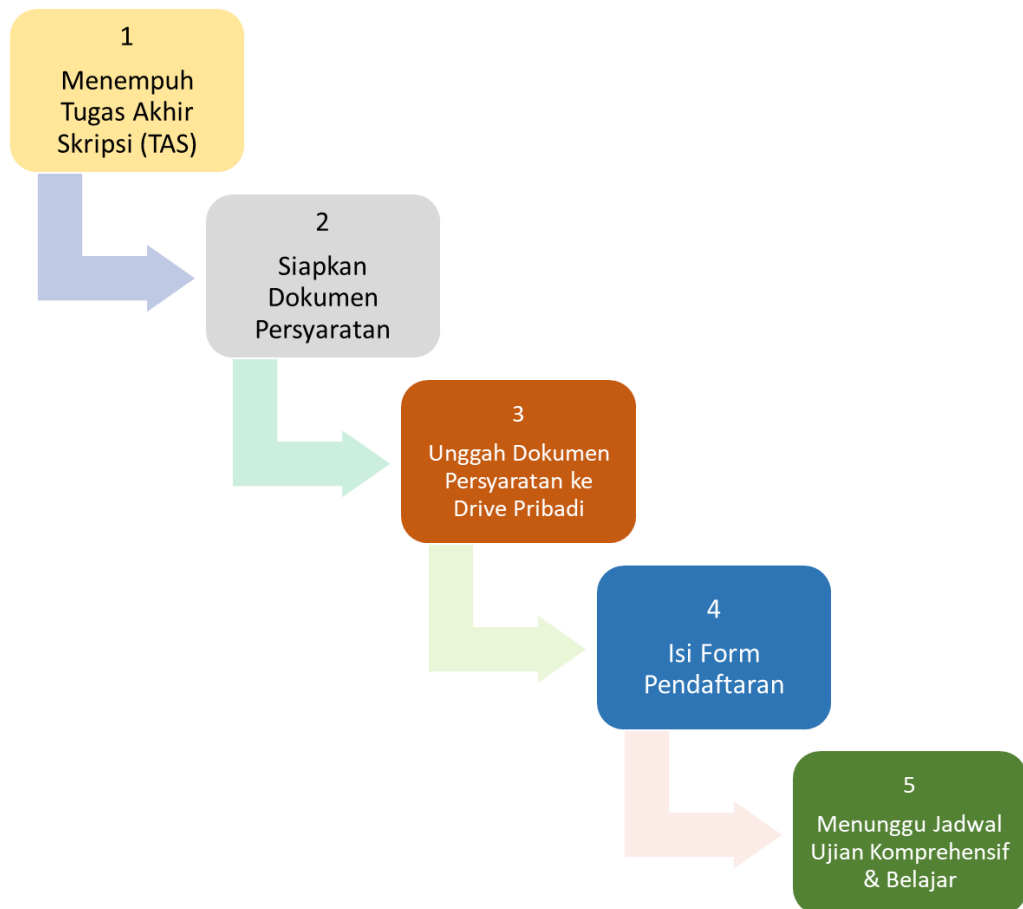 1
Menempuh
Tugas Akhir
Skripsi (TAS)
2
Siapkan
Dokumen
Persyaratan
3
Unggah Dokumen
Persyaratan ke
Drive Pribadi
4
Isi Form
Pendaftaran
5
Menunggu Jadwal
Ujian Komprehensif
& Belajar